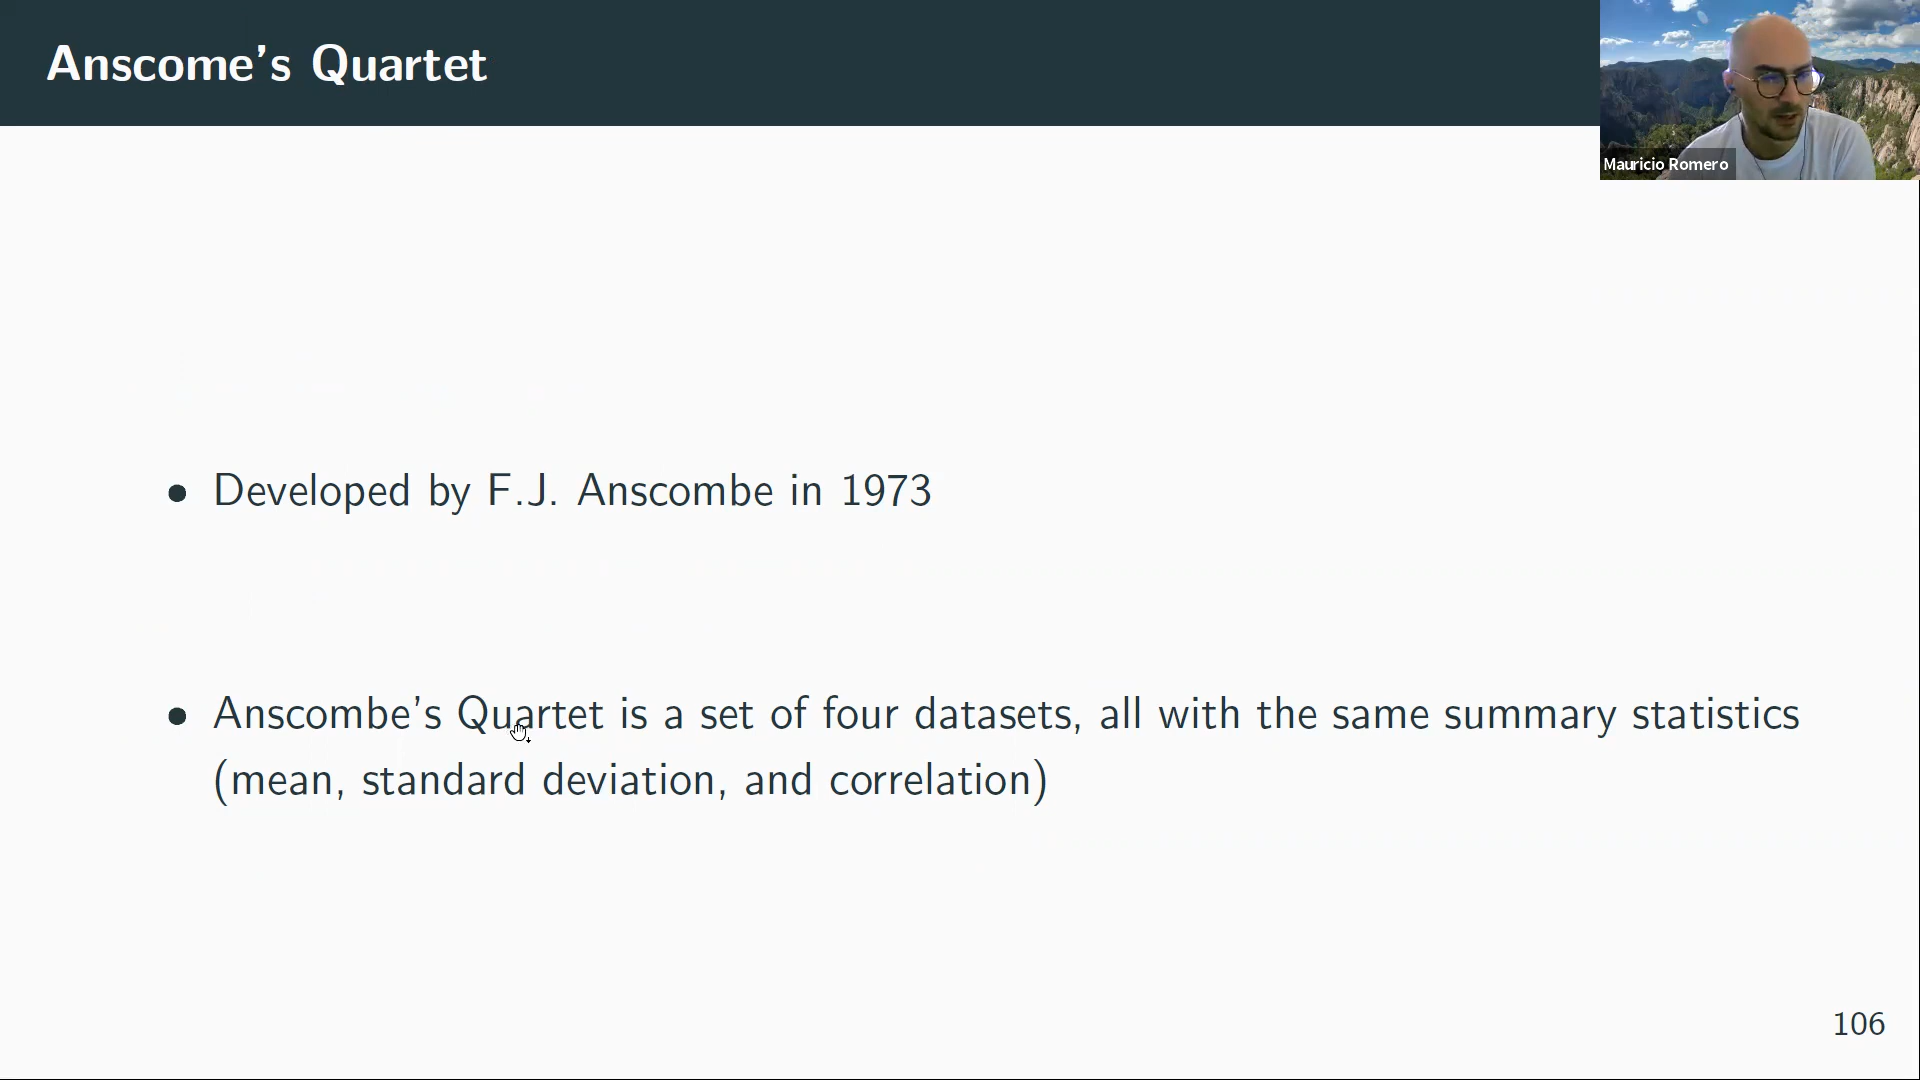 Anscome's Quartet
Mauricio Romero
• Developed by F.J. Anscombe in 1973
• Anscombe's Quartet is a set of four datasets, all with the same summary statistics
(mean, standard deviation, and correlation)
106